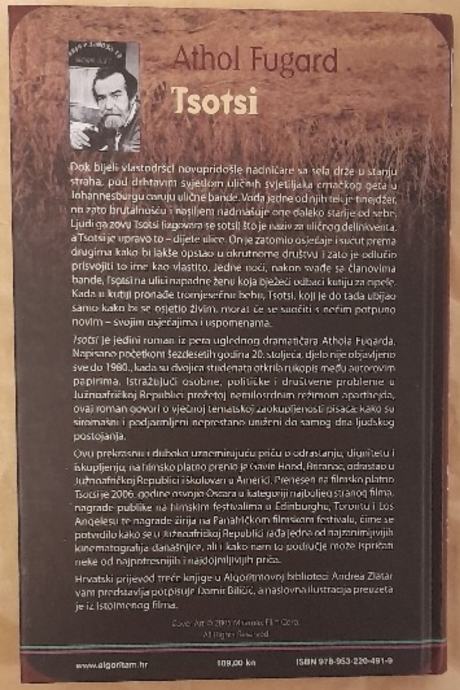 Athol Fugard
Tsotsi
Dok bijeli vlastodršci novopridošle nadničare sa sela drže u stanju
straha, pod drhtavim svjetlom uličnih svjetiljaka crnačkog geta u
Johannesburgu caruju ulične bande. Vođa jedne od njih tek je tinejdžer,
no zato brutalnošću i nasiljem nadmašuje one daleko starije od sebe.
Ljudi ga zovu Tsotsi (izgovara se sotsi) što je naziv za uličnog delinkventa,
a Tsotsi je upravo to – dijete ulice. On je zatomio osjećaje i sućut prema
drugima kako bi lakše opstao u okrutnome društvu i zato je odlučio
prisvojiti to ime kao vlastito. Jedne noći, nakon svađe sa članovima
bande, Tsotsi na ulici napadne ženu koja bježeći odbaci kutiju za cipele.
Kada u kutiji pronađe tromjesečnu bebu, Tsotsi, koji je do tada ubijao
samo kako bi se osjetio živim, morat će se suočiti s nečim potpuno
novim – svojim osjećajima i uspomenama.
Tsotsi je jedini roman iz pera uglednog dramatičara Athola Fugarda.
Napisano početkom šezdesetih godina 20. stoljeća, djelo nije objavljeno
sve do 1980., kada su dvojica studenata otkrila rukopis među autorovim
papirima. Istražujući osobne, političke i društvene probleme u
Južnoafričkoj Republici prožetoj nemilosrdnim režimom apartheida,
ovaj roman govori o vječnoj tematskoj zaokupljenosti pisaca: kako su
siromašni i podjarmljeni neprestano uniženi do samog dna ljudskog
postojanja.
Ovu prekrasnu i duboko uznemirujuću priču o odrastanju, dignitetu i
iskupljenju, na filmsko platno prenio je Gavin Hood, Britanac, odrastao u
Južnoafričkoj Republici i školovan u Americi. Prenesen na filmsko platno
Tsotsi je 2006. godine osvojio Oscara u kategoriji najboljeg stranog filma,
nagrade publike na filmskim festivalima u Edinburghu, Torontu i Los
Angelesu te nagrade žirija na Panafričkom filmskom festivalu, čime se
potvrdilo kako se u Južnoafričkoj Republici rađa jedna od najzanimljivijih
kinematografija današnjice, ali i kako nam to područje može ispričati
neke od najpotresnijih i najdojmljivijih priča.
Hrvatski prijevod treće knjige u Algoritmovoj biblioteci Andrea Zlatar
vam predstavlja potpisuje Damir Biličić, a naslovna ilustracija preuzeta
je iz istoimenog filma.
Cover Art © 2005 Miramax Film Corp.
All Rights Reserved
www.algoritam.hr
109,00 kn
ISBN 978-953-220-491-9